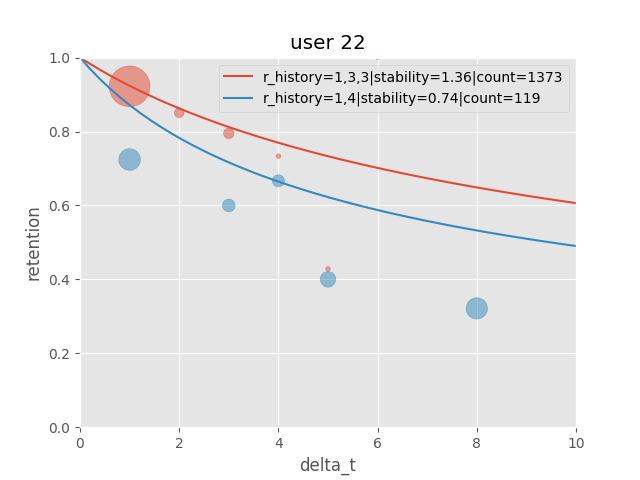 user 22
r_history=1,3,3|stability=1.36|count=1373
r_history=1,4|stability=0.74|count=119
retention
1.0
0.8
0.6
0.4
0.2
0.0
0 2 4 6 8 10
delta_t